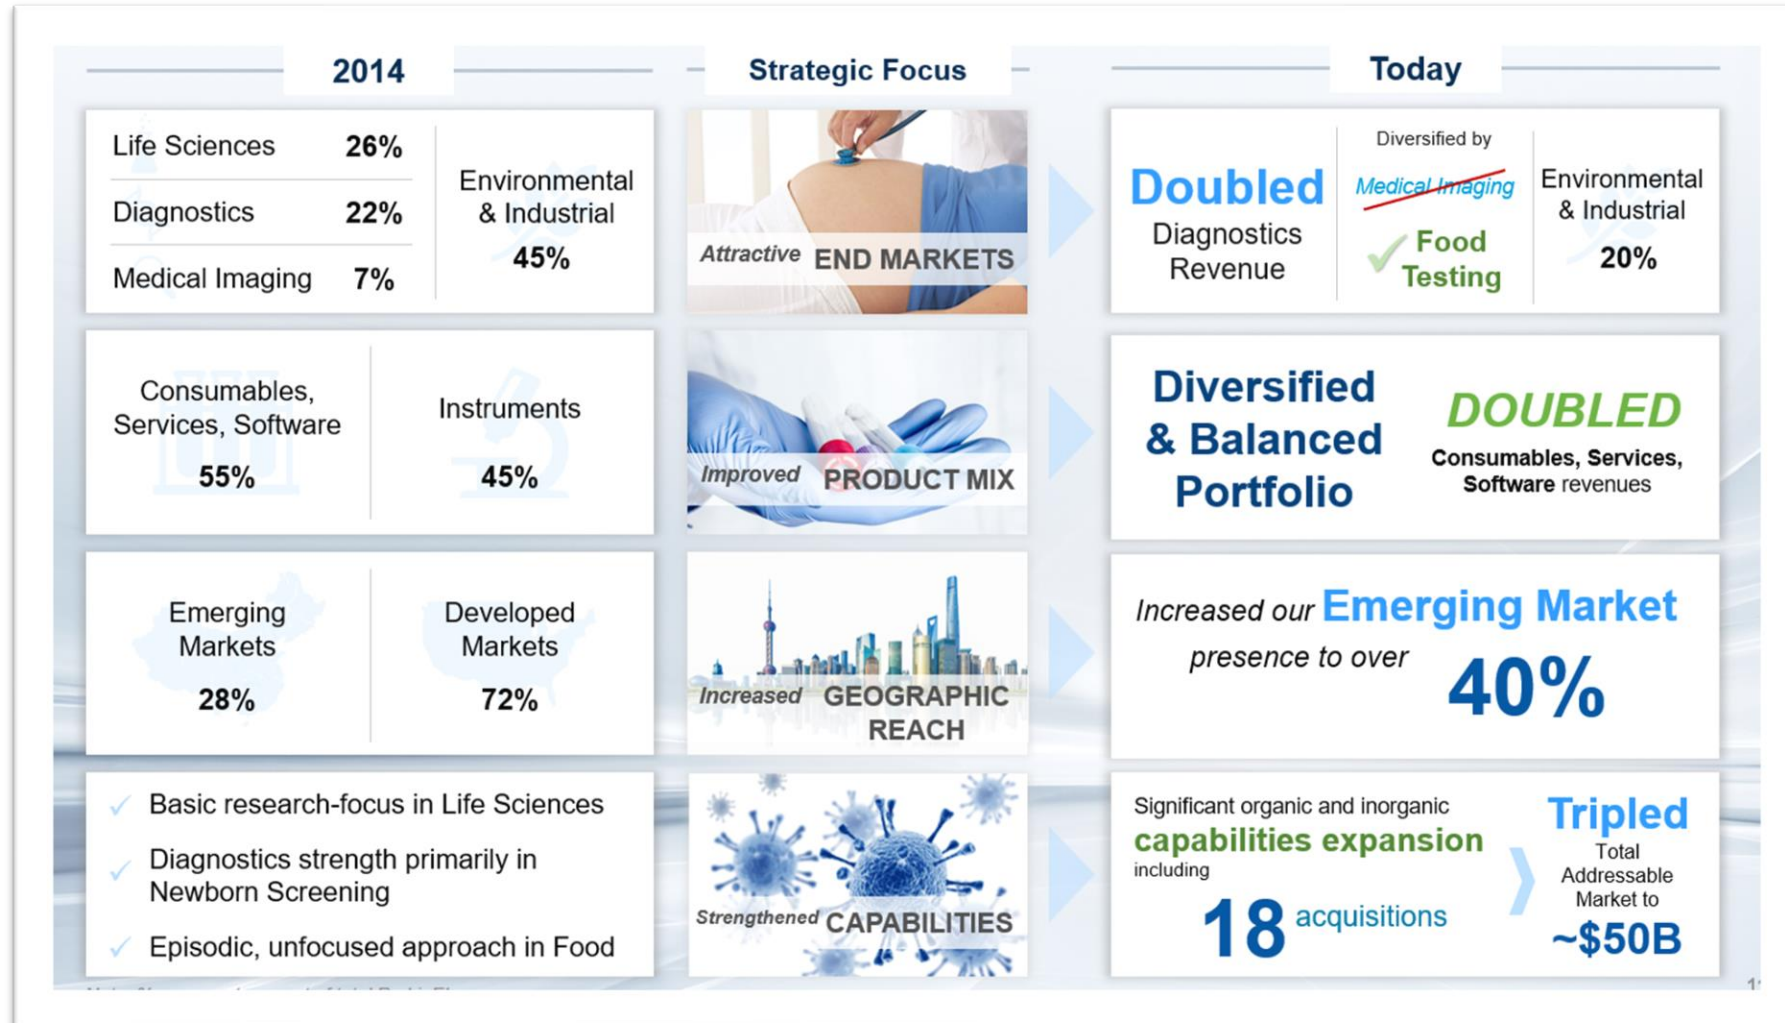 2014
Strategic Focus
Today
Life Sciences 26%
Diagnostics 22%
Medical Imaging 7%
Environmental
& Industrial
45%
Attractive END MARKETS
Doubled
Diagnostics
Revenue
Diversified by
Medical Imaging
Food
Testing
Environmental
& Industrial
20%
Consumables,
Services, Software
55%
Instruments
45%
Improved PRODUCT MIX
Diversified
& Balanced
Portfolio
DOUBLED
Consumables, Services,
Software revenues
Emerging
Markets
28%
Developed
Markets
72%
Increased GEOGRAPHIC
REACH
Increased our Emerging Market
presence to over 40%
Basic research-focus in Life Sciences
Diagnostics strength primarily in
Newborn Screening
Episodic, unfocused approach in Food
Strengthened CAPABILITIES
Significant organic and inorganic
capabilities expansion
including
18 acquisitions
Tripled
Total
Addressable
Market to
~$50B